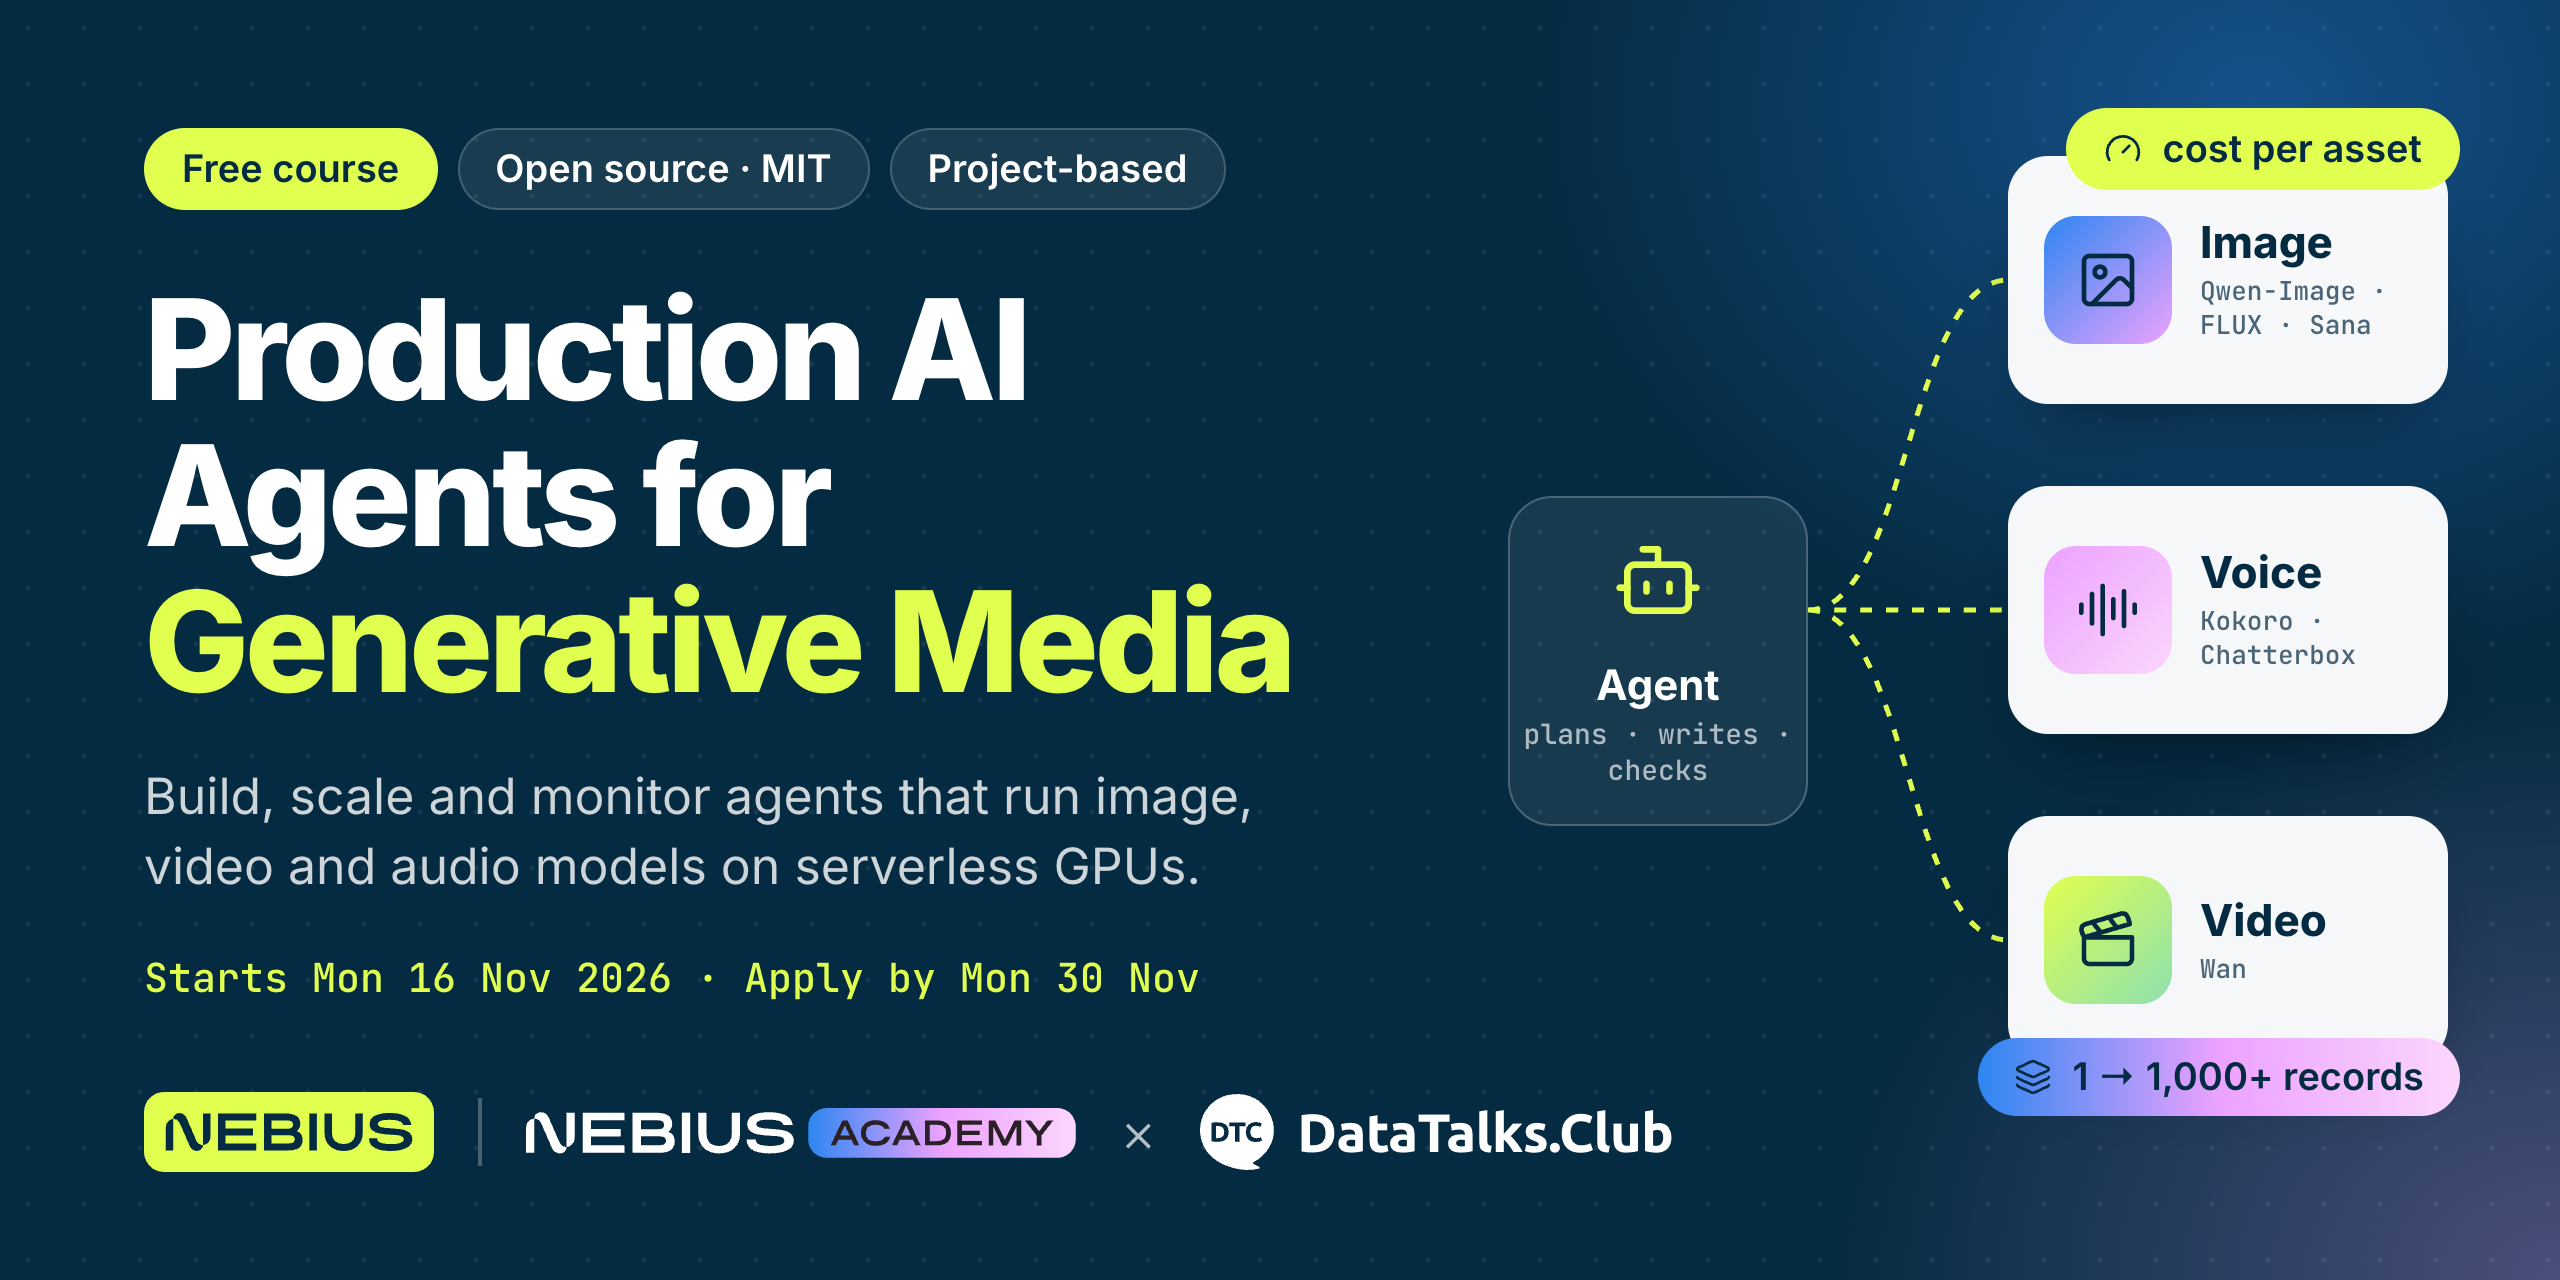 Free course
Open source · MIT
Project-based
Production AI
Agents for
Generative Media
Build, scale and monitor agents that run image,
video and audio models on serverless GPUs.
Starts Mon 16 Nov 2026 · Apply by Mon 30 Nov
NEBIUS
NEBIUS ACADEMY × DTC DataTalks.Club
Agent
plans · writes ·
checks
cost per asset
Image
Qwen-Image ·
FLUX · Sana
Voice
Kokoro ·
Chatterbox
Video
Wan
1 → 1,000+ records